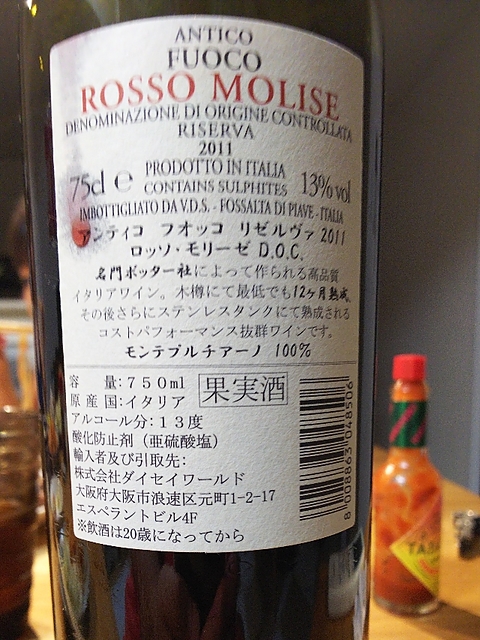 ANTICO
FUOCO
ROSSO MOLISE
DENOMINAZIONE DI ORIGINE CONTROLLATA
RISERVA
2011
75cl e PRODOTTO IN ITALIA 13% vol
CONTAINS SULPHITES
IMBOTTIGLIATO DA V.D.S. - FOSSALTA DI PIAVE - ITALIA
アンティコ フオッコ リゼルヴァ 2011
ロッソ・モリーゼ D.O.C.
名門ボッター社によって作られる高品質
イタリアワイン。木樽にて最低でも12ヶ月熟成。
その後さらにステンレスタンクにて熟成される
コストパフォーマンス抜群ワインです。
モンテプルチアーノ 100%
容 量:750ml 果実酒
原産国:イタリア
アルコール分:13度
酸化防止剤(亜硫酸塩)
輸入者及び引取先:
株式会社ダイセイワールド
大阪府大阪市浪速区元町1-2-17
エスペラントビル4F
※飲酒は20歳になってから
8 008863 048506
TABA